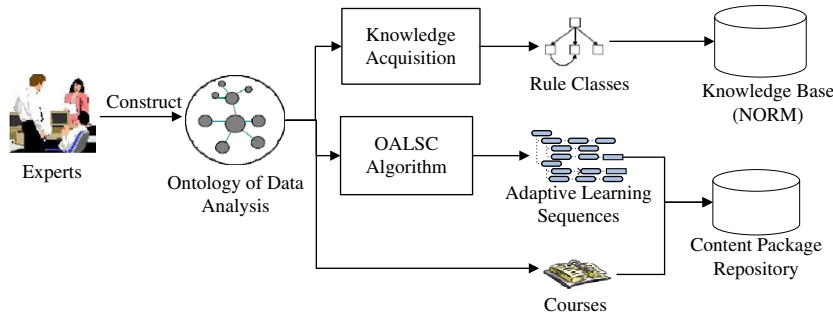 Experts
Construct
Ontology of Data
Analysis
Knowledge
Acquisition
Rule Classes
Knowledge Base
(NORM)
OALSC
Algorithm
Adaptive Learning
Sequences
Content Package
Repository
Courses